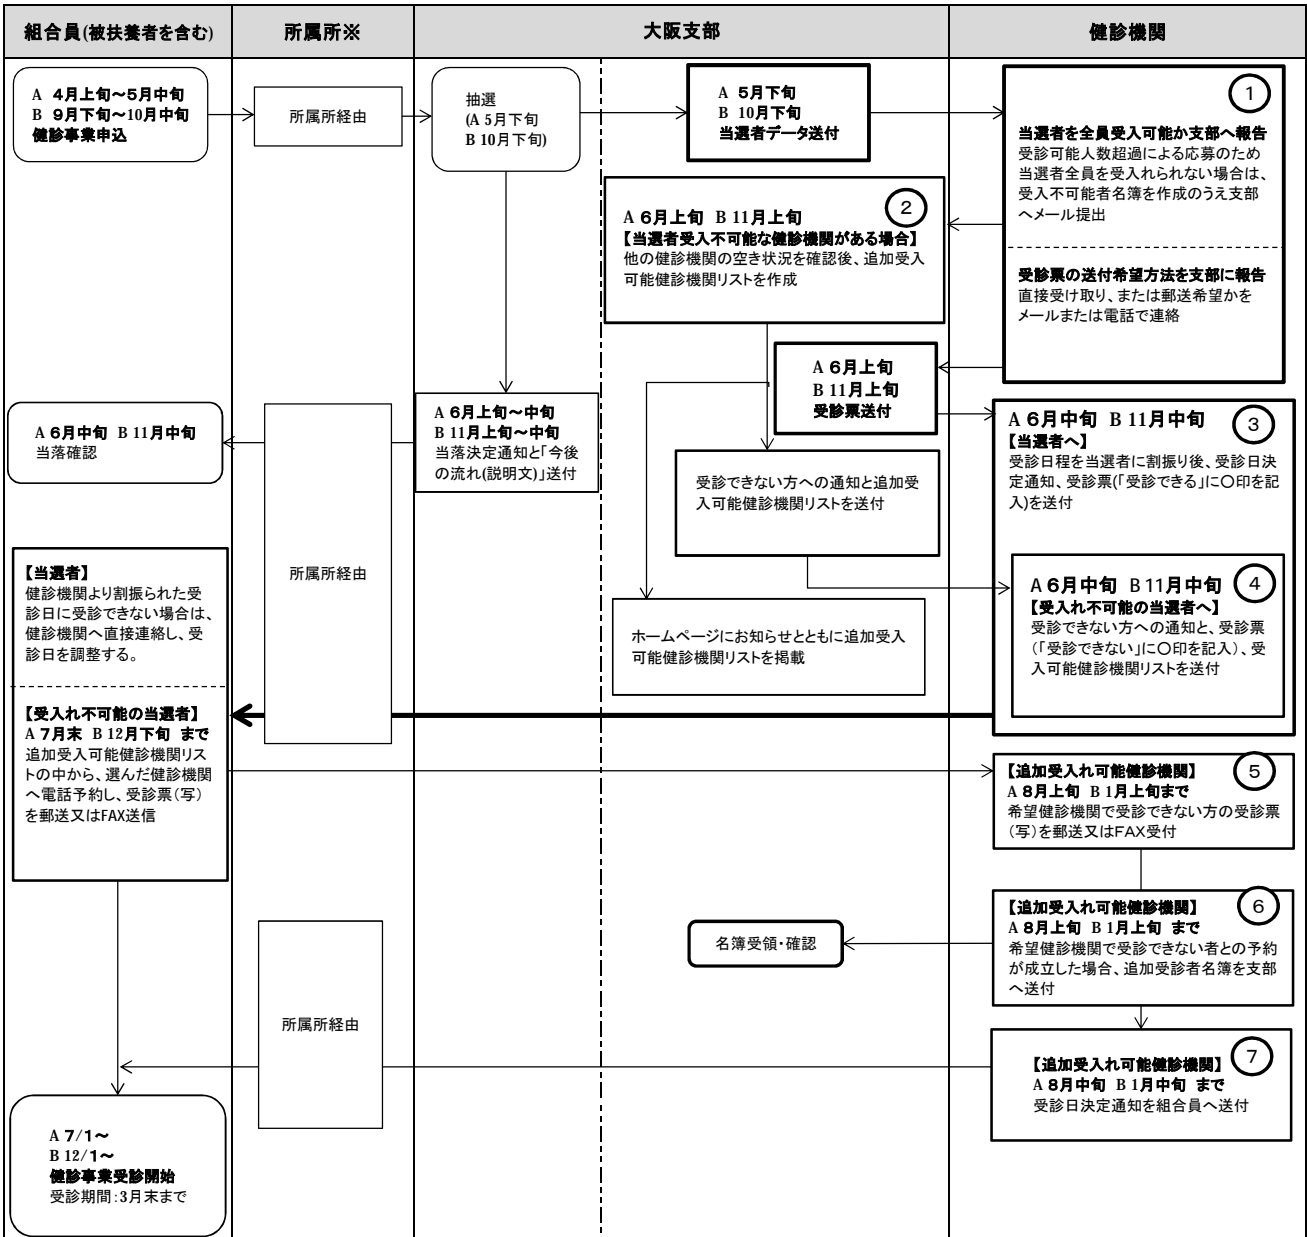 組合員(被扶養者を含む)
所属所※
大阪支部
健診機関
A 4月上旬～5月中旬
B 9月下旬～10月中旬
健診事業申込
所属所経由
抽選
(A 5月下旬
B 10月下旬)
A 5月下旬
B 10月下旬
当選者データ送付
1
当選者を全員受入可能か支部へ報告
受診可能人数超過による応募のため
当選者全員を受入れられない場合は、
受入不可能者名簿を作成のうえ支部
へメール提出
受診票の送付希望方法を支部に報告
直接受け取り、または郵送希望かを
メールまたは電話で連絡
2
A 6月上旬 B 11月上旬
【当選者受入不可能な健診機関がある場合】
他の健診機関の空き状況を確認後、追加受入
可能健診機関リストを作成
A 6月上旬
B 11月上旬
受診票送付
A 6月中旬 B 11月中旬
当落確認
所属所経由
A 6月上旬～中旬
B 11月上旬～中旬
当落決定通知と「今後
の流れ(説明文)」送付
受診できない方への通知と追加受
入可能健診機関リストを送付
ホームページにお知らせとともに追加受入
可能健診機関リストを掲載
3
A 6月中旬 B 11月中旬
【当選者へ】
受診日程を当選者に割振り後、受診日決
定通知、受診票(「受診できる」に〇印を記
入)を送付
4
A 6月中旬 B 11月中旬
【受入れ不可能の当選者へ】
受診できない方への通知と、受診票
(「受診できない」に〇印を記入)、受
入可能健診機関リストを送付
【当選者】
健診機関より割振られた受
診日に受診できない場合は、
健診機関へ直接連絡し、受
診日を調整する。
【受入れ不可能の当選者】
A 7月末 B 12月下旬 まで
追加受入可能健診機関リス
トの中から、選んだ健診機関
へ電話予約し、受診票(写)
を郵送又はFAX送信
5
【追加受入れ可能健診機関】
A 8月上旬 B 1月上旬まで
希望健診機関で受診できない方の受診票
(写)を郵送又はFAX受付
6
【追加受入れ可能健診機関】
A 8月上旬 B 1月上旬 まで
希望健診機関で受診できない者との予約
が成立した場合、追加受診者名簿を支部
へ送付
名簿受領・確認
所属所経由
7
【追加受入れ可能健診機関】
A 8月中旬 B 1月中旬 まで
受診日決定通知を組合員へ送付
A 7/1～
B 12/1～
健診事業受診開始
受診期間：3月末まで